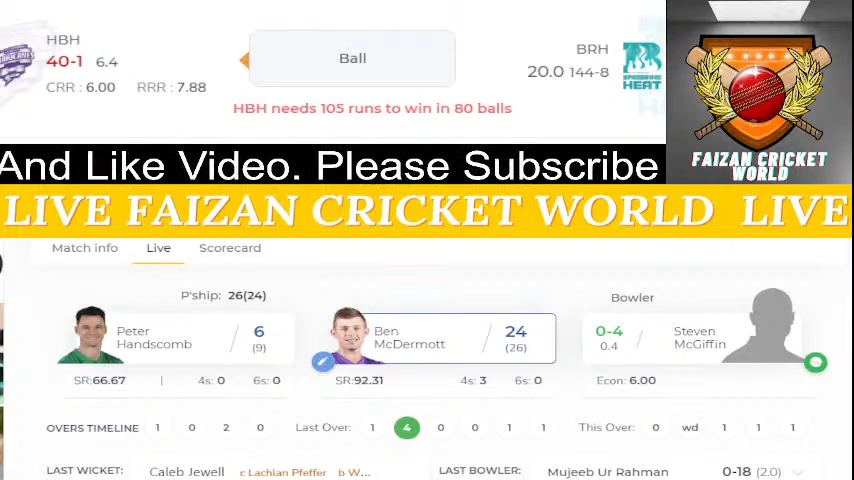 HBH
40-1 6.4
CRR : 6.00 RRR : 7.88
Ball
BRH
20.0 144-8
HEAT
HBH needs 105 runs to win in 80 balls
FAIZAN CRICKET
WORLD
And Like Video. Please Subscribe
LIVE FAIZAN CRICKET WORLD LIVE
Match info Live Scorecard
P'ship: 26(24)
Bowler
Peter
Handscomb
6
(9)
SR:66.67 4s: 0 6s: 0
Ben
McDermott
24
(26)
SR:92.31 4s: 3 6s: 0
0-4
0.4
Steven
McGiffin
Econ: 6.00
OVERS TIMELINE 1 0 2 0 Last Over: 1 4 0 0 1 1 This Over: 0 wd 1 1 1
LAST WICKET: Caleb Jewell c Lachlan Pfeffer b W... LAST BOWLER: Mujeeb Ur Rahman 0-18 (2.0)